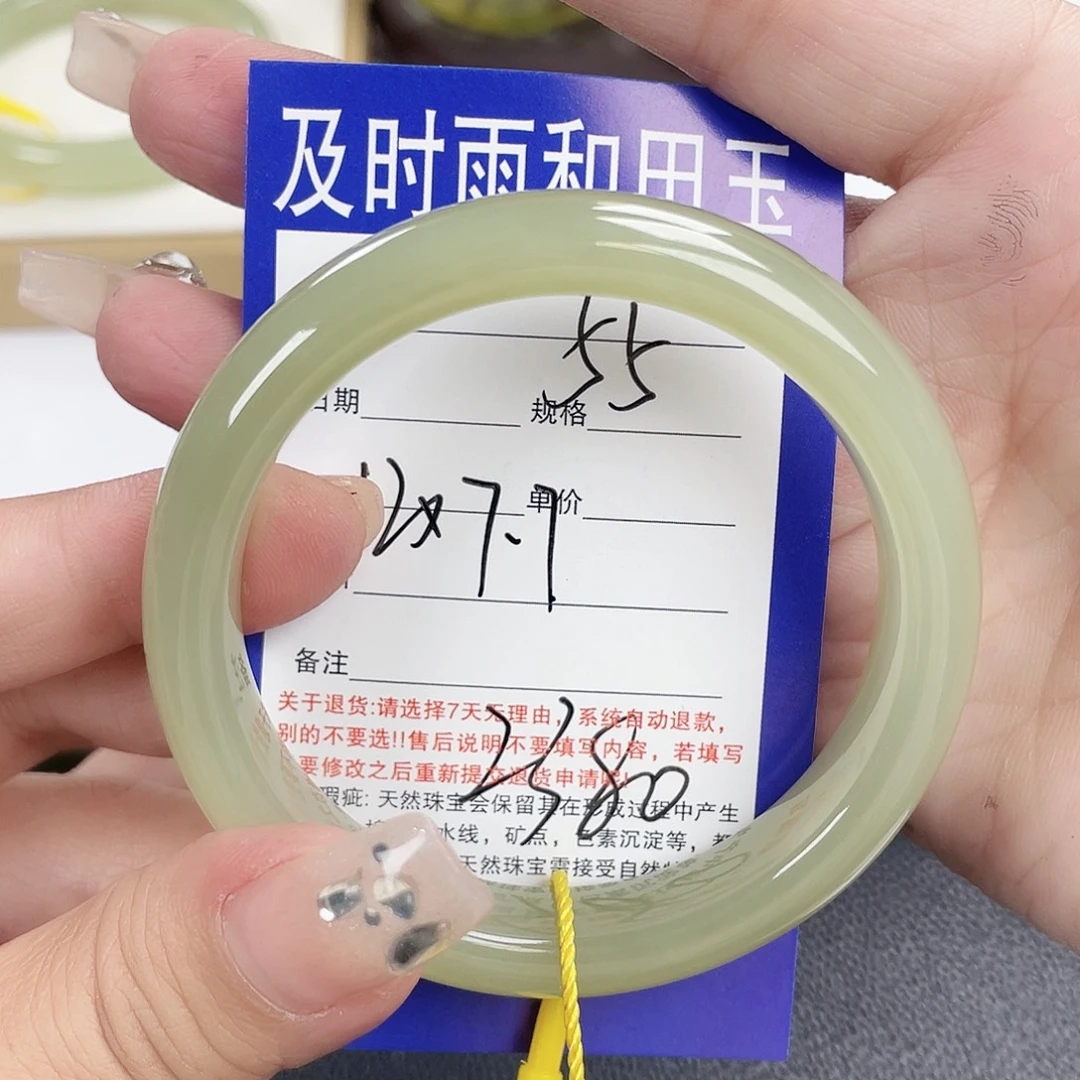 及时雨和田玉
55
日期 规格
12x7.7 单价
备注
关于退货:请选择7天无理由，系统自动退款，
别的不要选!!售后说明不要填写内容，若填写
要修改之后重新提交退货申请呢!
瑕疵: 天然珠宝会保留其在形成过程中产生
2380
水线，矿点，色素沉淀等，都
天然珠宝需接受自然